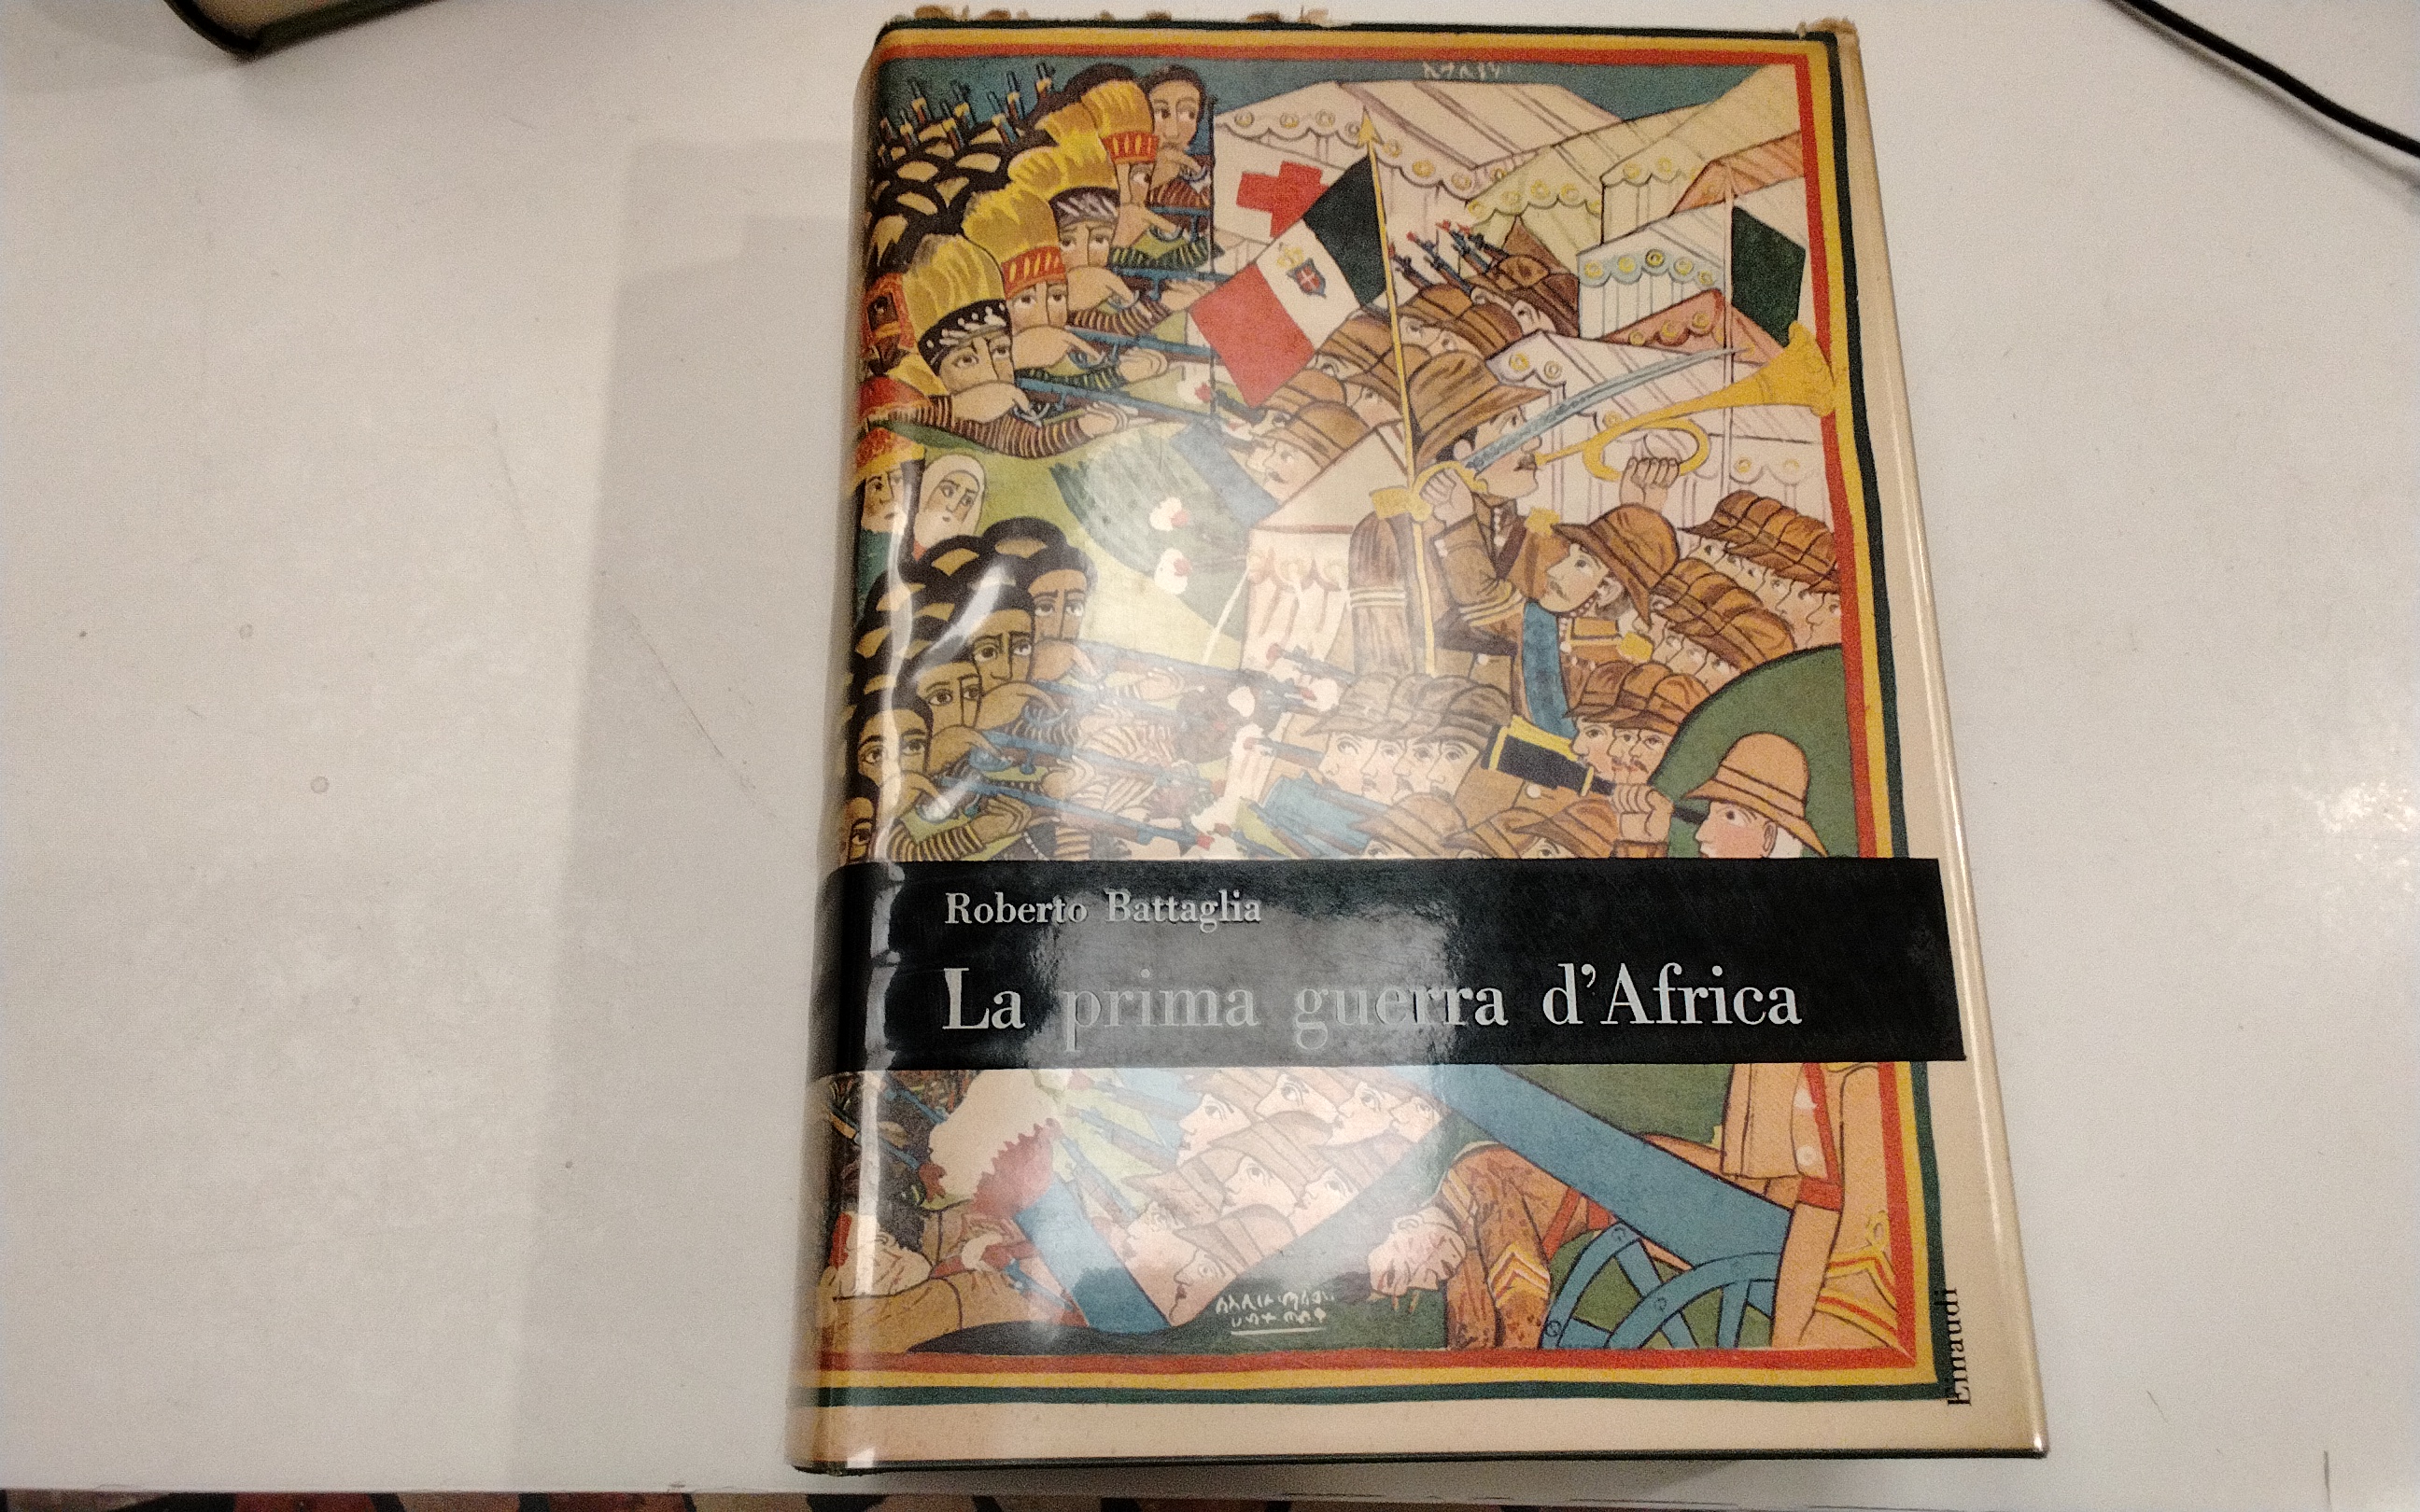 Roberto Battaglia
La prima guerra d'Africa
Einaudi